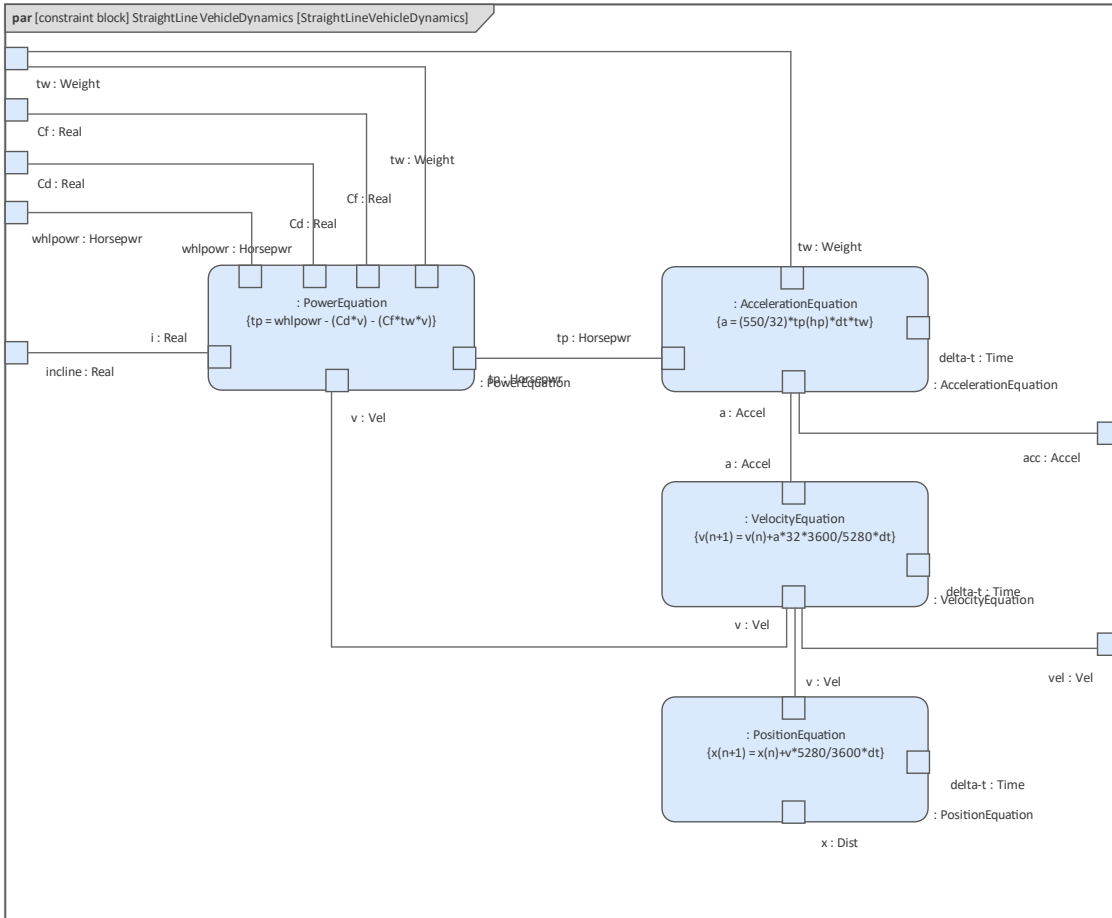 par [constraint block] StraightLine VehicleDynamics [StraightLineVehicleDynamics]
tw : Weight
Cf : Real
tw : Weight
Cd : Real
Cf : Real
Cd : Real
whlpowr : Horsepwr
whlpowr : Horsepwr
tw : Weight
: PowerEquation
{tp = whlpowr - (Cd*v) - (Cf*tw*v)}
: AccelerationEquation
{a = (550/32)*tp(hp)*dt*tw}
i : Real
tp : Horsepwr
delta-t : Time
incline : Real
tp : Horsepwr
: PowerEquation
: AccelerationEquation
v : Vel
a : Accel
acc : Accel
a : Accel
: VelocityEquation
{v(n+1) = v(n)+a*32*3600/5280*dt}
delta-t : Time
: VelocityEquation
v : Vel
vel : Vel
v : Vel
: PositionEquation
{x(n+1) = x(n)+v*5280/3600*dt}
delta-t : Time
: PositionEquation
x : Dist